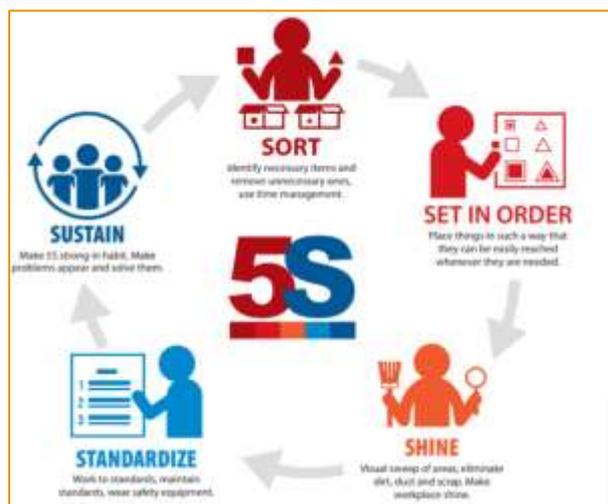 SORT
Identify necessary items and
remove unnecessary ones,
use time management.
SET IN ORDER
Place things in such a way that
they can be easily reached
whenever they are needed.
SHINE
Visual sweep of areas, eliminate
dirt, dust and scrap. Make
workplace shine.
STANDARDIZE
Work to standards, maintain
standards, wear safety equipment.
1
2
3
SUSTAIN
Make 5S strong in habit. Make
problems appear and solve them.
5S